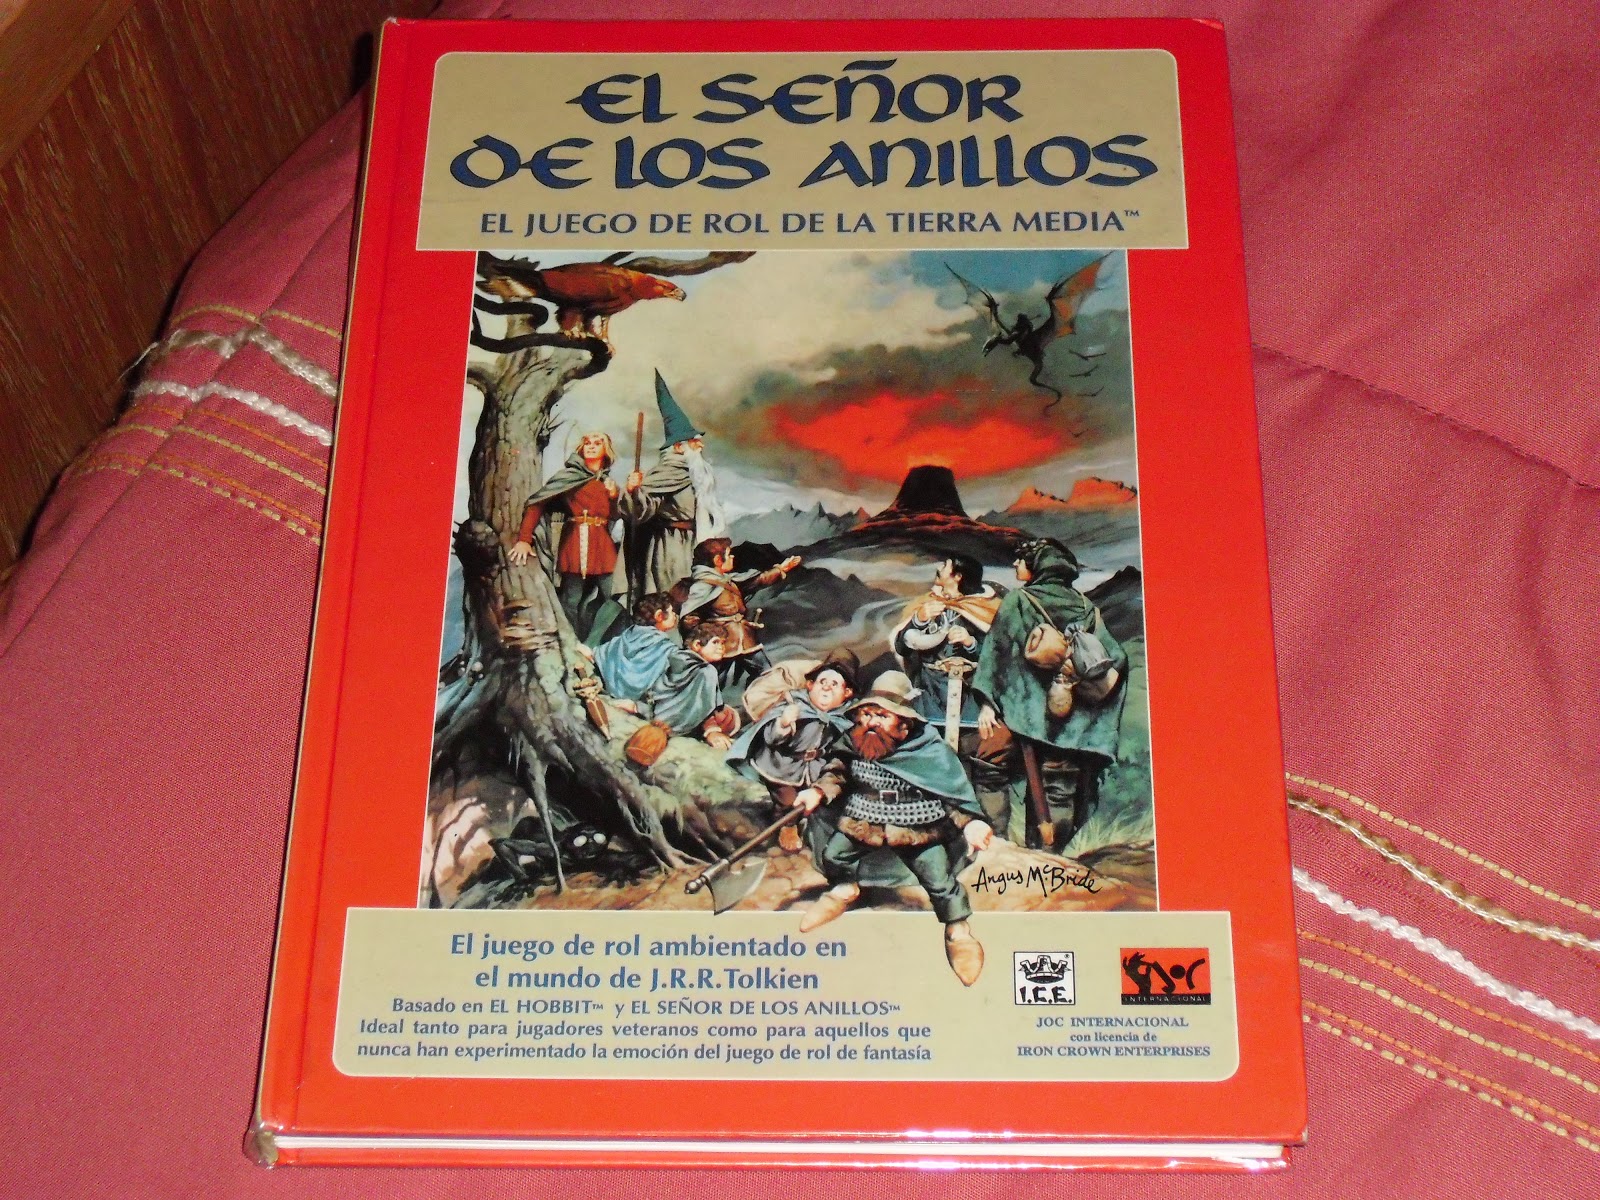 EL SEÑOR
DE LOS ANILLOS
EL JUEGO DE ROL DE LA TIERRA MEDIA™
Angus McBride
El juego de rol ambientado en
el mundo de J.R.R.Tolkien
Basado en EL HOBBIT™ y EL SEÑOR DE LOS ANILLOS™
Ideal tanto para jugadores veteranos como para aquellos que
nunca han experimentado la emoción del juego de rol de fantasía
I.C.E.
®
JOC
INTERNACIONAL
JOC INTERNACIONAL
con licencia de
IRON CROWN ENTERPRISES